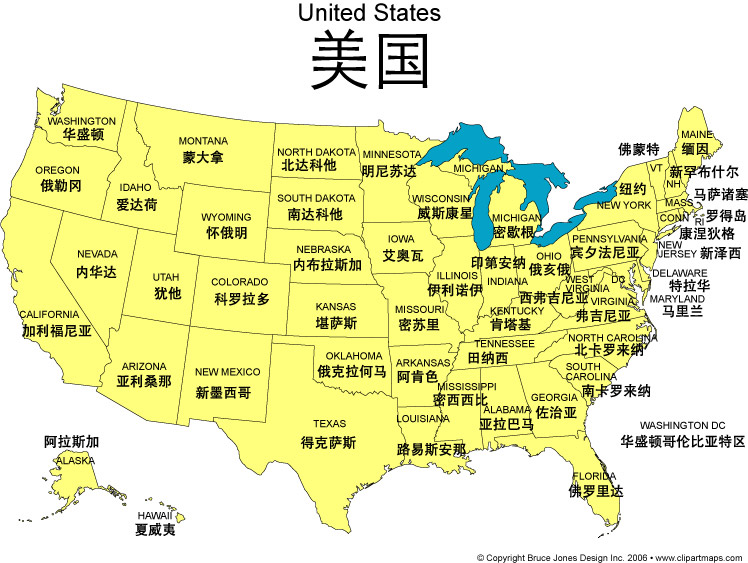 United States
美国
WASHINGTON
华盛顿
MONTANA
蒙大拿
NORTH DAKOTA
北达科他
MINNESOTA
明尼苏达
MICHIGAN
佛蒙特
MAINE
缅因
OREGON
俄勒冈
IDAHO
爱达荷
WYOMING
怀俄明
SOUTH DAKOTA
南达科他
WISCONSIN
威斯康星
MICHIGAN
密歇根
纽约
NEW YORK
VT
新罕布什尔
NH
马萨诸塞
MASS
罗得岛
RI
CONN
康涅狄格
NEVADA
内华达
UTAH
犹他
COLORADO
科罗拉多
NEBRASKA
内布拉斯加
IOWA
艾奥瓦
ILLINOIS
伊利诺伊
印第安纳
INDIANA
OHIO
俄亥俄
PENNSYLVANIA
宾夕法尼亚
NEW
JERSEY
新泽西
DC
DELAWARE
特拉华
MARYLAND
马里兰
WEST
VIRGINIA
西弗吉尼亚
VIRGINIA
弗吉尼亚
CALIFORNIA
加利福尼亚
KANSAS
堪萨斯
MISSOURI
密苏里
KENTUCKY
肯塔基
TENNESSEE
田纳西
NORTH CAROLINA
北卡罗来纳
SOUTH
CAROLINA
南卡罗来纳
ARIZONA
亚利桑那
NEW MEXICO
新墨西哥
OKLAHOMA
俄克拉何马
ARKANSAS
阿肯色
MISSISSIPPI
密西西比
ALABAMA
亚拉巴马
GEORGIA
佐治亚
TEXAS
得克萨斯
LOUISIANA
路易斯安那
WASHINGTON DC
华盛顿哥伦比亚特区
FLORIDA
佛罗里达
阿拉斯加
ALASKA
HAWAII
夏威夷
© Copyright Bruce Jones Design Inc. 2006 • www.clipartmaps.com